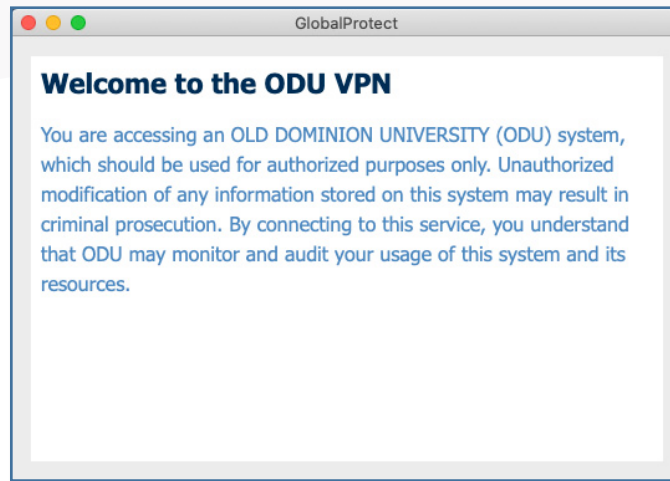 GlobalProtect
Welcome to the ODU VPN
You are accessing an OLD DOMINION UNIVERSITY (ODU) system,
which should be used for authorized purposes only. Unauthorized
modification of any information stored on this system may result in
criminal prosecution. By connecting to this service, you understand
that ODU may monitor and audit your usage of this system and its
resources.